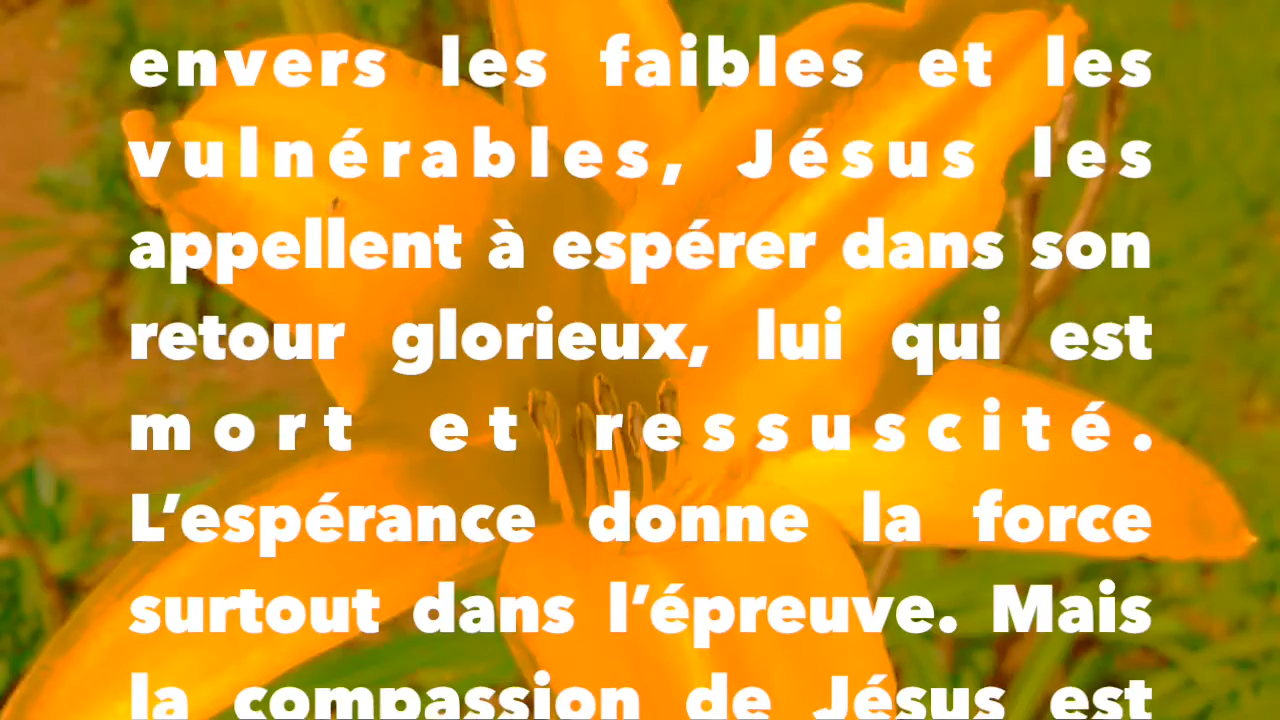 envers les faibles et les
vulnérables, Jésus les
appellent à espérer dans son
retour glorieux, lui qui est
mort et ressuscité.
L’espérance donne la force
surtout dans l’épreuve. Mais
la compassion de Jésus est